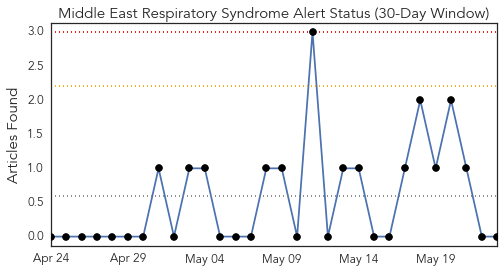 Middle East Respiratory Syndrome Alert Status (30-Day Window)
3.0
2.5
2.0
1.5
1.0
0.5
0.0
Articles Found
Apr 24 Apr 29 May 04 May 09 May 14 May 19